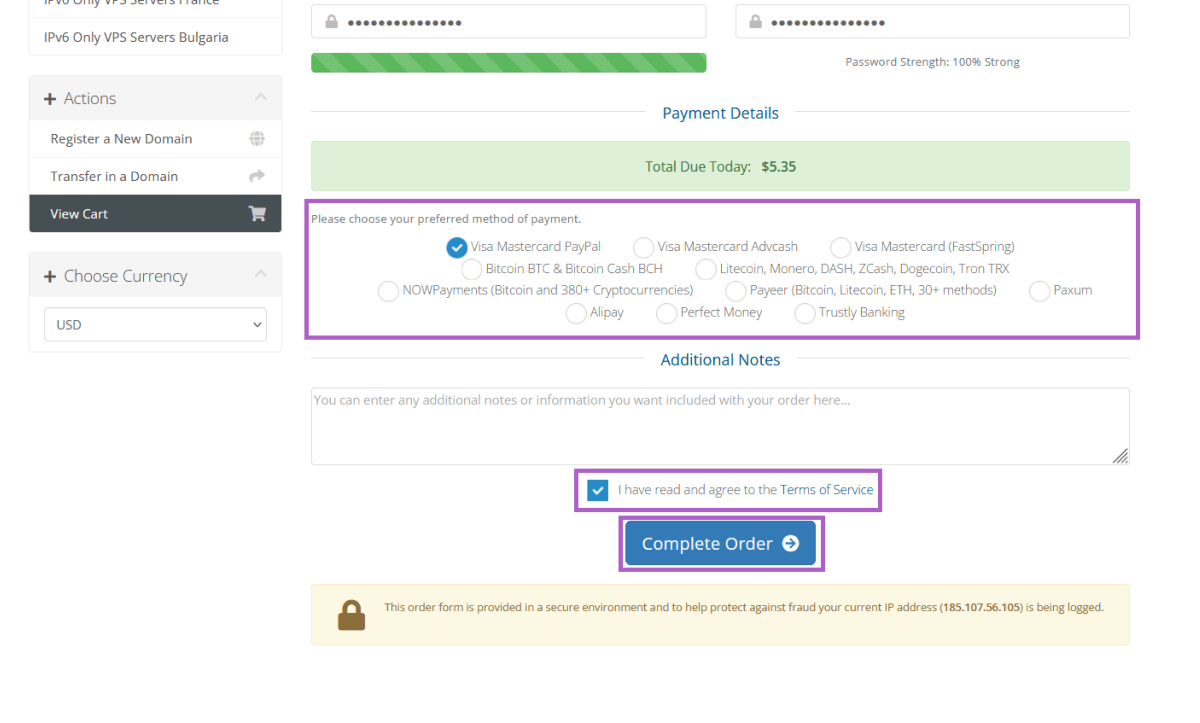 IPv6 Only VPS Servers France
IPv6 Only VPS Servers Bulgaria
Actions
Register a New Domain
Transfer in a Domain
View Cart
Choose Currency
USD
•••••••••••••••
•••••••••••••••
Password Strength: 100% Strong
Payment Details
Total Due Today: $5.35
Please choose your preferred method of payment.
Visa Mastercard PayPal Visa Mastercard Advcash Visa Mastercard (FastSpring)
Bitcoin BTC & Bitcoin Cash BCH Litecoin, Monero, DASH, ZCash, Dogecoin, Tron TRX
NOWPayments (Bitcoin and 380+ Cryptocurrencies) Payeer (Bitcoin, Litecoin, ETH, 30+ methods) Paxum
Alipay Perfect Money Trustly Banking
Additional Notes
You can enter any additional notes or information you want included with your order here...
I have read and agree to the Terms of Service
Complete Order
This order form is provided in a secure environment and to help protect against fraud your current IP address (185.107.56.105) is being logged.